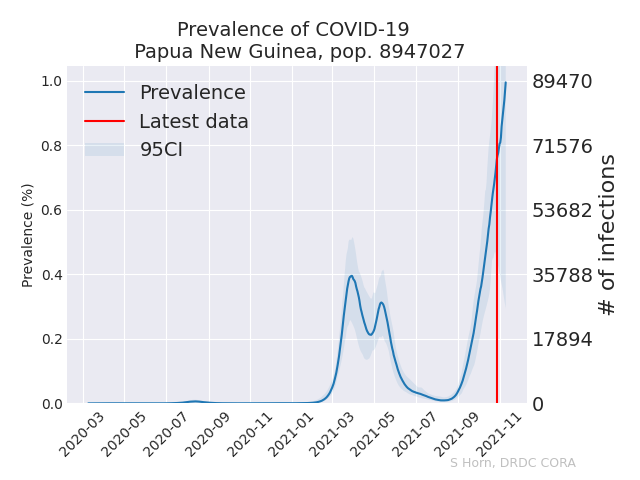 Prevalence of COVID-19
Papua New Guinea, pop. 8947027
Prevalence
Latest data
95CI
Prevalence (%)
1.0
0.8
0.6
0.4
0.2
0.0
89470
71576
53682
35788
17894
0
# of infections
2020-03
2020-05
2020-07
2020-09
2020-11
2021-01
2021-03
2021-05
2021-07
2021-09
2021-11
S Horn, DRDC CORA